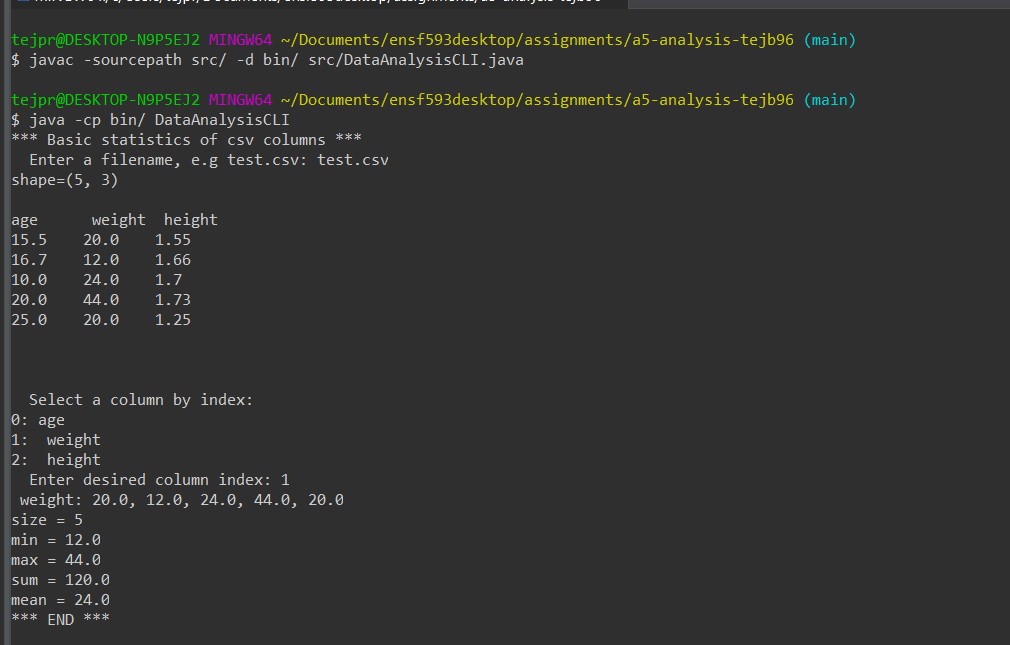 tejpr@DESKTOP-N9P5EJ2 MINGW64 ~/Documents/ensf593desktop/assignments/a5-analysis-tejb96 (main)
$ javac -sourcepath src/ -d bin/ src/DataAnalysisCLI.java
tejpr@DESKTOP-N9P5EJ2 MINGW64 ~/Documents/ensf593desktop/assignments/a5-analysis-tejb96 (main)
$ java -cp bin/ DataAnalysisCLI
*** Basic statistics of csv columns ***
  Enter a filename, e.g test.csv: test.csv
shape=(5, 3)
age      weight  height
15.5    20.0    1.55
16.7    12.0    1.66
10.0    24.0    1.7
20.0    44.0    1.73
25.0    20.0    1.25
  Select a column by index:
0: age
1:  weight
2:  height
  Enter desired column index: 1
 weight: 20.0, 12.0, 24.0, 44.0, 20.0
size = 5
min = 12.0
max = 44.0
sum = 120.0
mean = 24.0
*** END ***